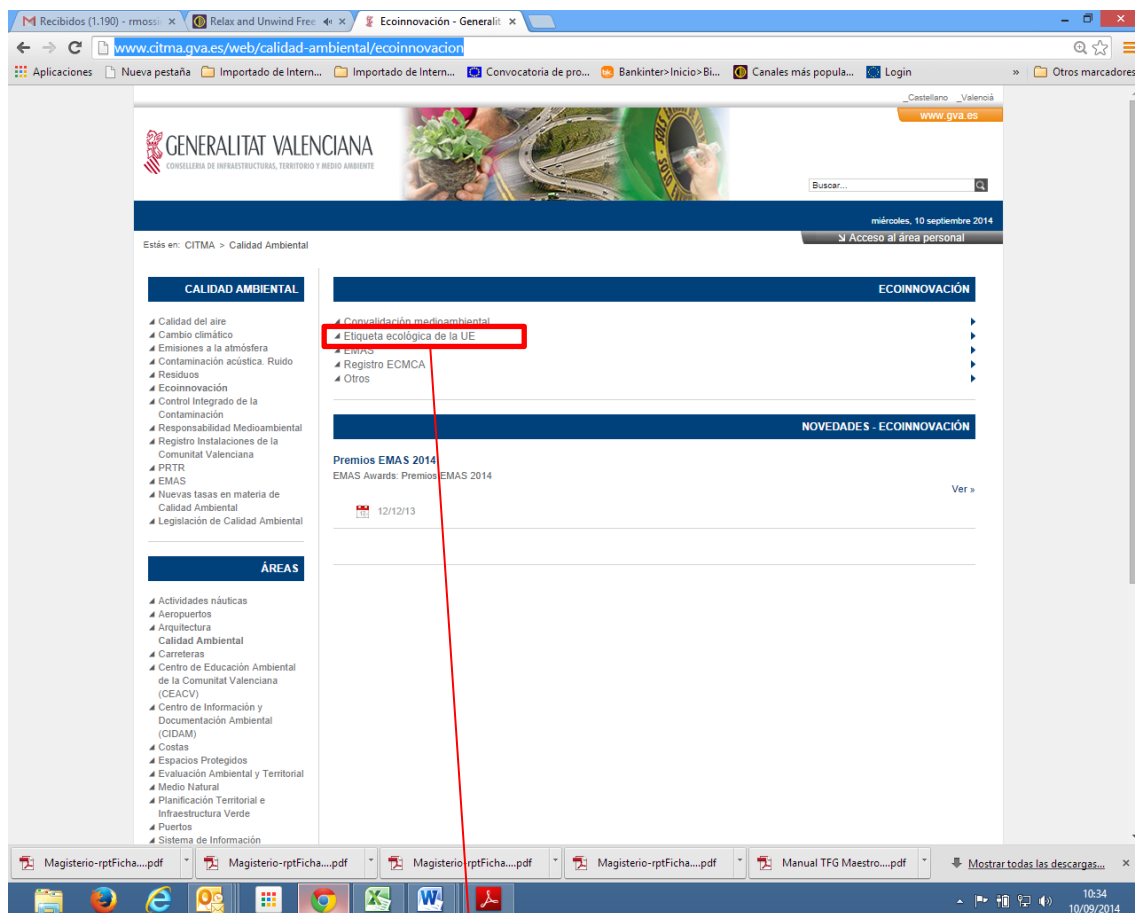 Recibidos (1.190) - rmossi
Relax and Unwind Free
Ecoinnovación - Generalit
www.citma.gva.es/web/calidad-ambiental/ecoinnovacion
Aplicaciones
Nueva pestaña
Importado de Intern...
Importado de Intern...
Convocatoria de pro...
Bankinter>Inicio>Bi...
Canales más popula...
Login
»
Otros marcadores
_Castellano _Valencià
www.gva.es
GENERALITAT VALENCIANA
CONSELLERIA DE INFRAESTRUCTURAS, TERRITORIO Y MEDIO AMBIENTE
SOLS
SOLO
Buscar...
miércoles, 10 septiembre 2014
Acceso al área personal
Estás en: CITMA > Calidad Ambiental
CALIDAD AMBIENTAL
Calidad del aire
Cambio climático
Emisiones a la atmósfera
Contaminación acústica. Ruido
Residuos
Ecoinnovación
Control Integrado de la
Contaminación
Responsabilidad Medioambiental
Registro Instalaciones de la
Comunitat Valenciana
PRTR
EMAS
Nuevas tasas en materia de
Calidad Ambiental
Legislación de Calidad Ambiental
ÁREAS
Actividades náuticas
Aeropuertos
Arquitectura
Calidad Ambiental
Carreteras
Centro de Educación Ambiental
de la Comunitat Valenciana
(CEACV)
Centro de Información y
Documentación Ambiental
(CIDAM)
Costas
Espacios Protegidos
Evaluación Ambiental y Territorial
Medio Natural
Planificación Territorial e
Infraestructura Verde
Puertos
Sistema de Información
ECOINNOVACIÓN
Convalidación medioambiental
Etiqueta ecológica de la UE
EMAS
Registro ECMCA
Otros
NOVEDADES - ECOINNOVACIÓN
Premios EMAS 2014
EMAS Awards: Premios EMAS 2014
Ver »
12/12/13
Magisterio-rptFicha....pdf
Magisterio-rptFicha....pdf
Magisterio-rptFicha....pdf
Magisterio-rptFicha....pdf
Manual TFG Maestro....pdf
Mostrar todas las descargas...
10:34
10/09/2014